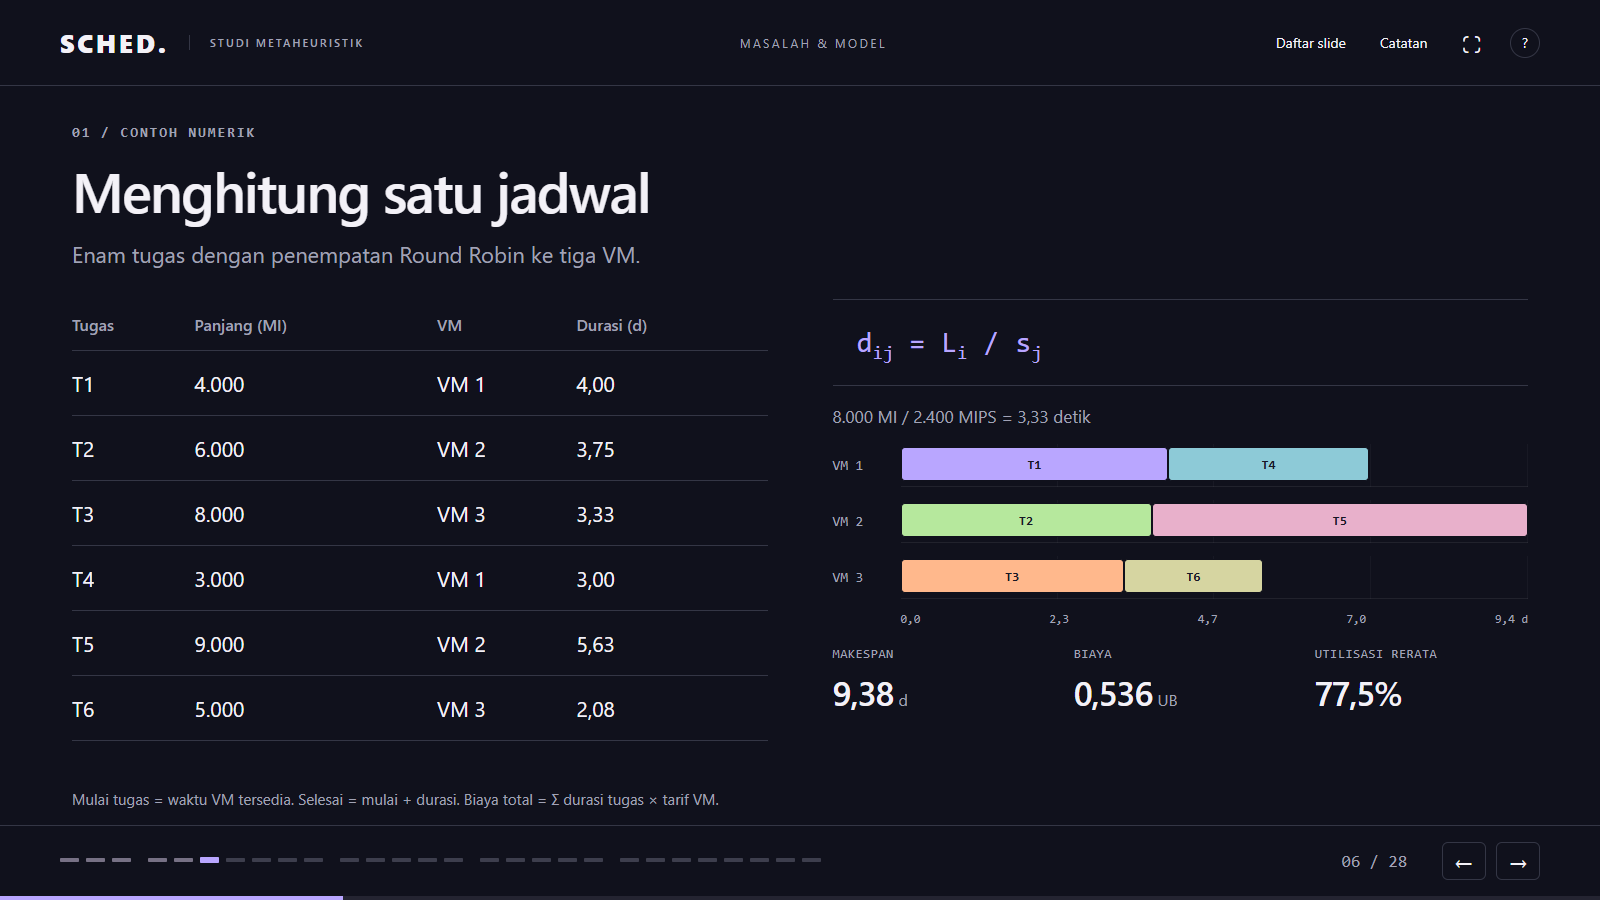 SCHED.
STUDI METAHEURISTIK
MASALAH & MODEL
Daftar slide
Catatan
?
01 / CONTOH NUMERIK
Menghitung satu jadwal
Enam tugas dengan penempatan Round Robin ke tiga VM.
Tugas Panjang (MI) VM Durasi (d)
T1 4.000 VM 1 4,00
T2 6.000 VM 2 3,75
T3 8.000 VM 3 3,33
T4 3.000 VM 1 3,00
T5 9.000 VM 2 5,63
T6 5.000 VM 3 2,08
Mulai tugas = waktu VM tersedia. Selesai = mulai + durasi. Biaya total = Σ durasi tugas × tarif VM.
dij = Li / sj
8.000 MI / 2.400 MIPS = 3,33 detik
VM 1 T1 T4
VM 2 T2 T5
VM 3 T3 T6
0,0 2,3 4,7 7,0 9,4 d
MAKESPAN BIAYA UTILISASI RERATA
9,38 d 0,536 UB 77,5%
06 / 28
← →